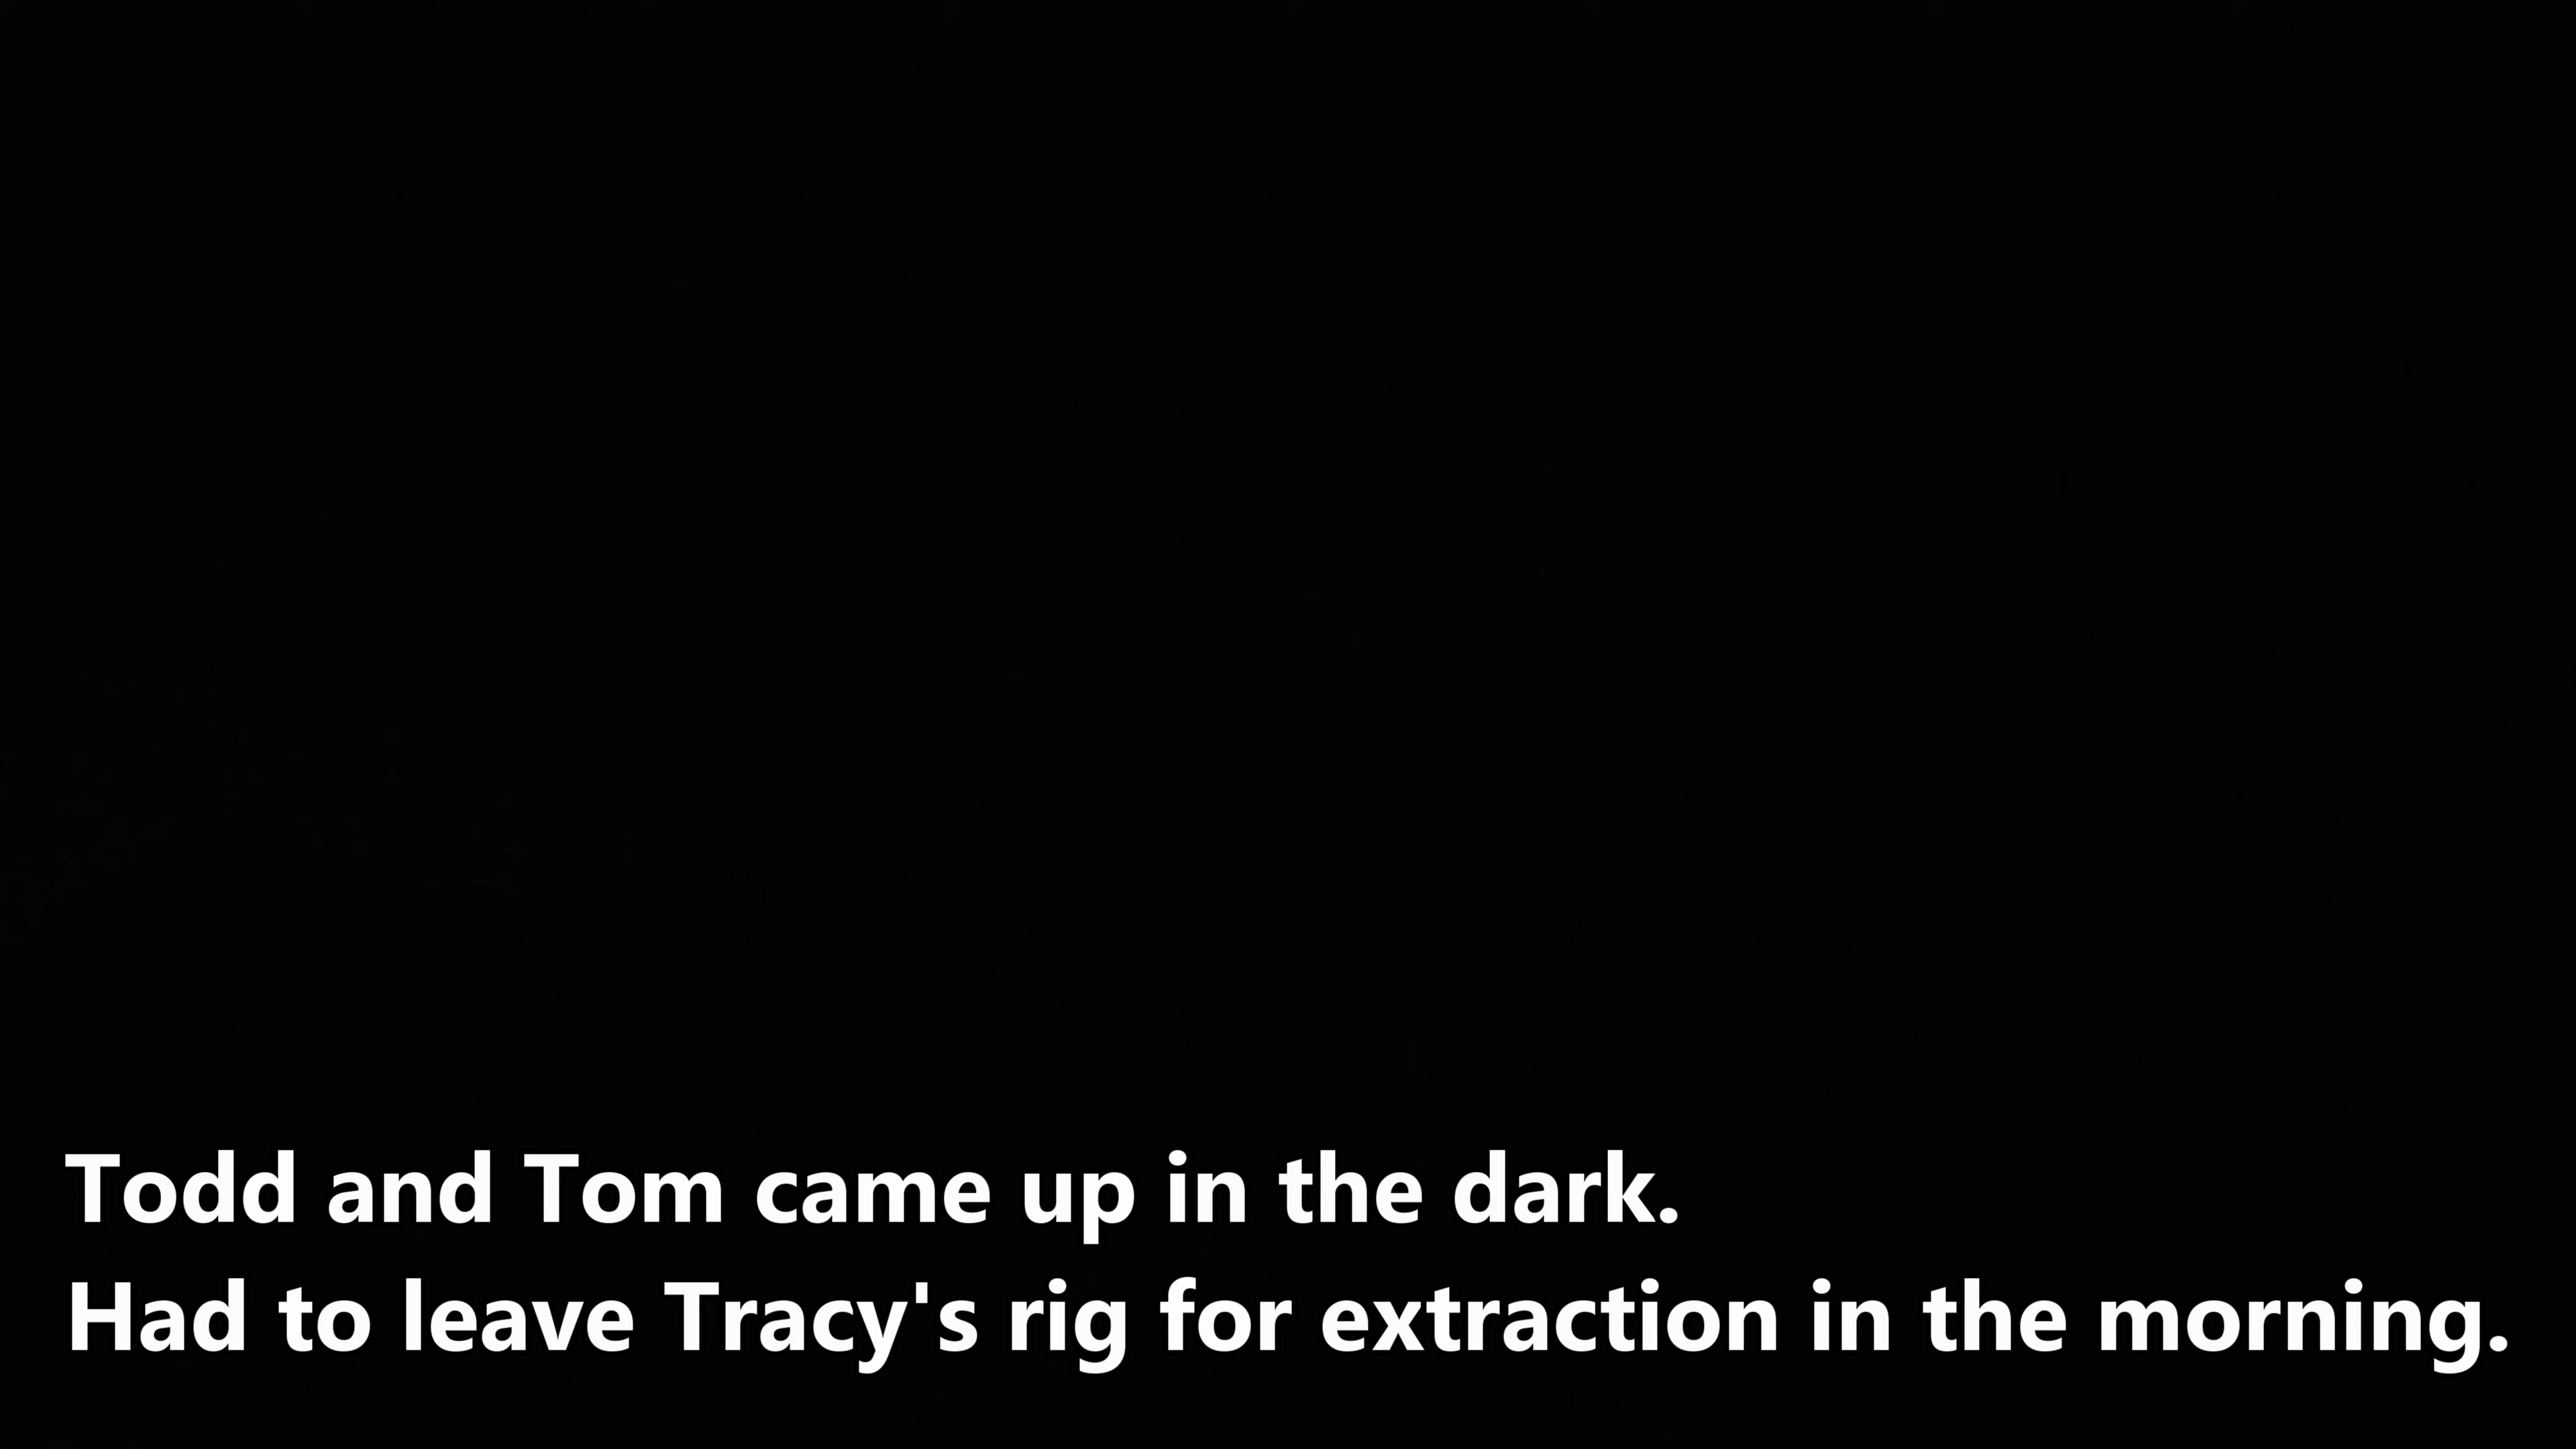 Todd and Tom came up in the dark.
Had to leave Tracy's rig for extraction in the morning.